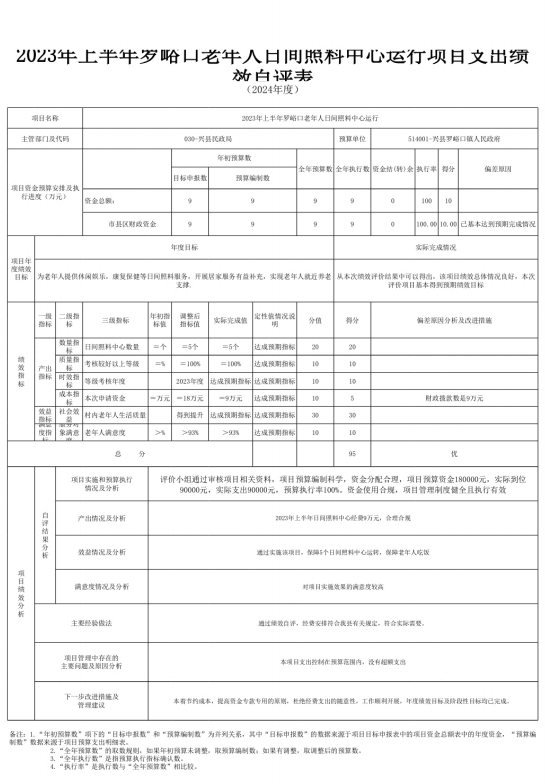 2023年上半年罗峪口老年人日间照料中心运行项目支出绩
效自评表
（2024年度）
项目名称 2023年上半年罗峪口老年人日间照料中心运行
主管部门及代码 030-兴县民政局 预算单位 514001-兴县罗峪口镇人民政府
项目资金预算安排及执
行进度（万元）
年初预算数 全年预算数 全年执行数 资金结(转)金 执行率 得分 偏差原因
目标申报数 预算编制数
资金总额: 9 9 9 9 0 100 10
市县区财政资金 9 9 9 9 0 100.00 10.00 已基本达到预期完成情况
项目年
度绩效
目标
年度目标 实际完成情况
为老年人提供休闲娱乐，康复保健等日间照料服务，开展居家服务有益补充，实现老年人就近养老
支撑.
从本次绩效评价结果中可以得出，该项目绩效总体情况良好，本次
评价项目基本得到预期绩效目标
绩
效
指
标
一级
指标
二级指
标
三级指标
年初指
标值
调整后
指标值
实际完成值
定性值情况说
明
分值 得分 偏差原因分析及改进措施
产出
指标
数量指
标
日间照料中心数量 ＝个 ＝5个 ＝5个 达成预期指标 20 20
质量指
标
考核较好以上等级 ＝% ＝100% ＝100% 达成预期指标 10 10
时效指
标
等级考核年度 2023年度 达成预期指标 达成预期指标 10 10
成本指
标
本次申请资金 ＝万元 ＝18万元 ＝9万元 达成预期指标 10 5 财政拨款数是9万元
效益
指标
社会效
益
村内老年人生活质量 得到提升 达成预期指标 达成预期指标 30 30
满意
度指
标
服务对
象满意
度
老年人满意度 ＞% ＞93% ＞93% 达成预期指标 10 10
总 分 95 优
项
目
绩
效
分
析
自
评
结
果
分
析
项目实施和预算执行
情况及分析
评价小组通过审核项目相关资料，项目预算编制科学，资金分配合理，项目预算资金180000元，实际到位
90000元，实际支出90000元，预算执行率100%。资金使用合规，项目管理制度健全且执行有效
产出情况及分析 2023年上半年日间照料中心经费9万元，合理合规
效益情况及分析 通过实施该项目，保障5个日间照料中心运转，保障老年人吃饭
满意度情况及分析 对项目实施效果的满意度较高
主要经验做法 通过绩效自评，经费安排符合我县有关规定，符合实际需要。
项目管理中存在的
主要问题及原因分析
本项目支出控制在预算范围内，没有超额支出
下一步改进措施及
管理建议
本着节约成本，提高资金专款专用的原则，杜绝经费支出的随意性，工作顺利开展，年度绩效目标及阶段性目标均已完成。
备注：1.“年初预算数”项下的“目标申报数”和“预算编制数”为并列关系，其中“目标申报数”的数据来源于项目目标申报表中的项目资金总额表中的年度资金，“预算编
制数”数据来源于项目预算支出明细表。
2.“全年预算数”的取数规则，如果年初预算未调整，取预算编制数；如果有调整，取调整后的预算数。
3.“全年执行数”是指预算执行指标确认数。
4.“执行率”是执行数与“全年预算数”相比较。